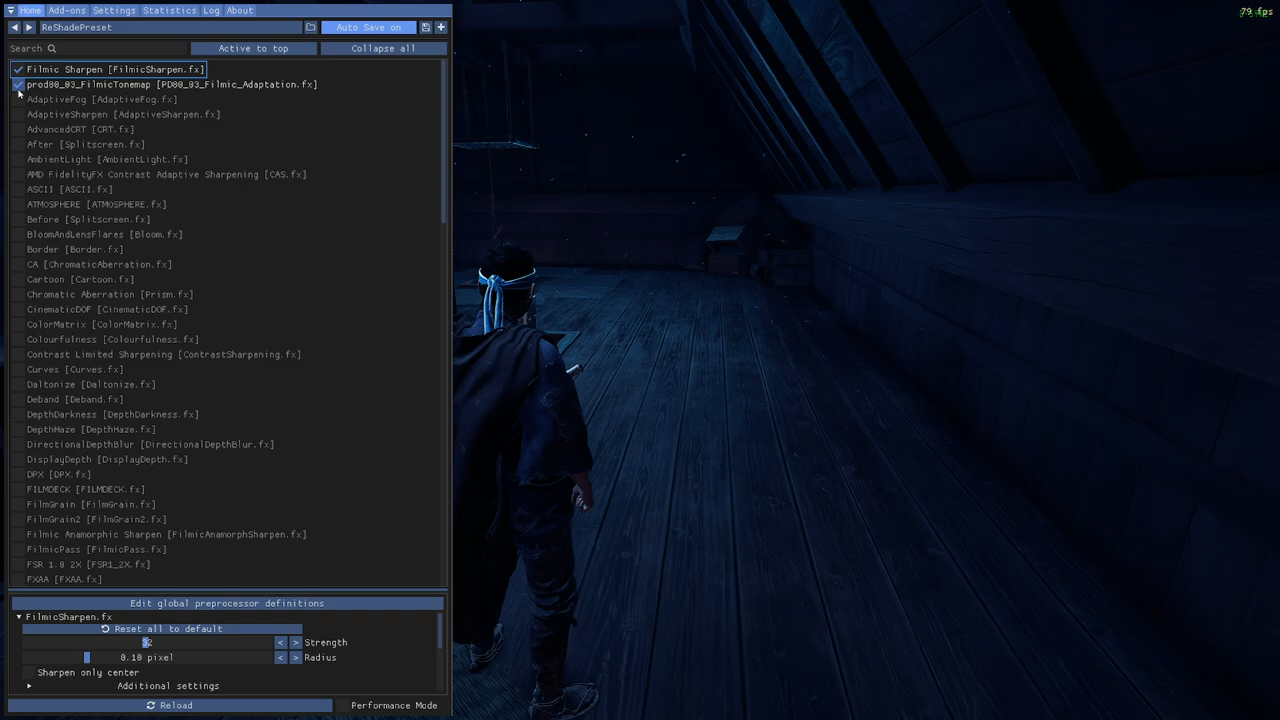 Home Add-ons Settings Statistics Log About
79 fps
ReShadePreset Auto Save on
Search Active to top Collapse all
Filmic Sharpen [FilmicSharpen.fx]
prod80_03_FilmicTonemap [PD80_03_Filmic_Adaptation.fx]
AdaptiveFog [AdaptiveFog.fx]
AdaptiveSharpen [AdaptiveSharpen.fx]
AdvancedCRT [CRT.fx]
After [Splitscreen.fx]
AmbientLight [AmbientLight.fx]
AMD FidelityFX Contrast Adaptive Sharpening [CAS.fx]
ASCII [ASCII.fx]
ATMOSPHERE [ATMOSPHERE.fx]
Before [Splitscreen.fx]
BloomAndLensFlares [Bloom.fx]
Border [Border.fx]
CA [ChromaticAberration.fx]
Cartoon [Cartoon.fx]
Chromatic Aberration [Prism.fx]
CinematicDOF [CinematicDOF.fx]
ColorMatrix [ColorMatrix.fx]
Colourfulness [Colourfulness.fx]
Contrast Limited Sharpening [ContrastSharpening.fx]
Curves [Curves.fx]
Daltonize [Daltonize.fx]
Deband [Deband.fx]
DepthDarkness [DepthDarkness.fx]
DepthHaze [DepthHaze.fx]
DirectionalDepthBlur [DirectionalDepthBlur.fx]
DisplayDepth [DisplayDepth.fx]
DPX [DPX.fx]
FILMDECK [FILMDECK.fx]
FilmGrain [FilmGrain.fx]
FilmGrain2 [FilmGrain2.fx]
Filmic Anamorphic Sharpen [FilmicAnamorphSharpen.fx]
FilmicPass [FilmicPass.fx]
FSR 1.0 2X [FSR1_2X.fx]
FXAA [FXAA.fx]
Edit global preprocessor definitions
FilmicSharpen.fx
Reset all to default
32 < > Strength
0.10 pixel < > Radius
Sharpen only center
Additional settings
Reload Performance Mode